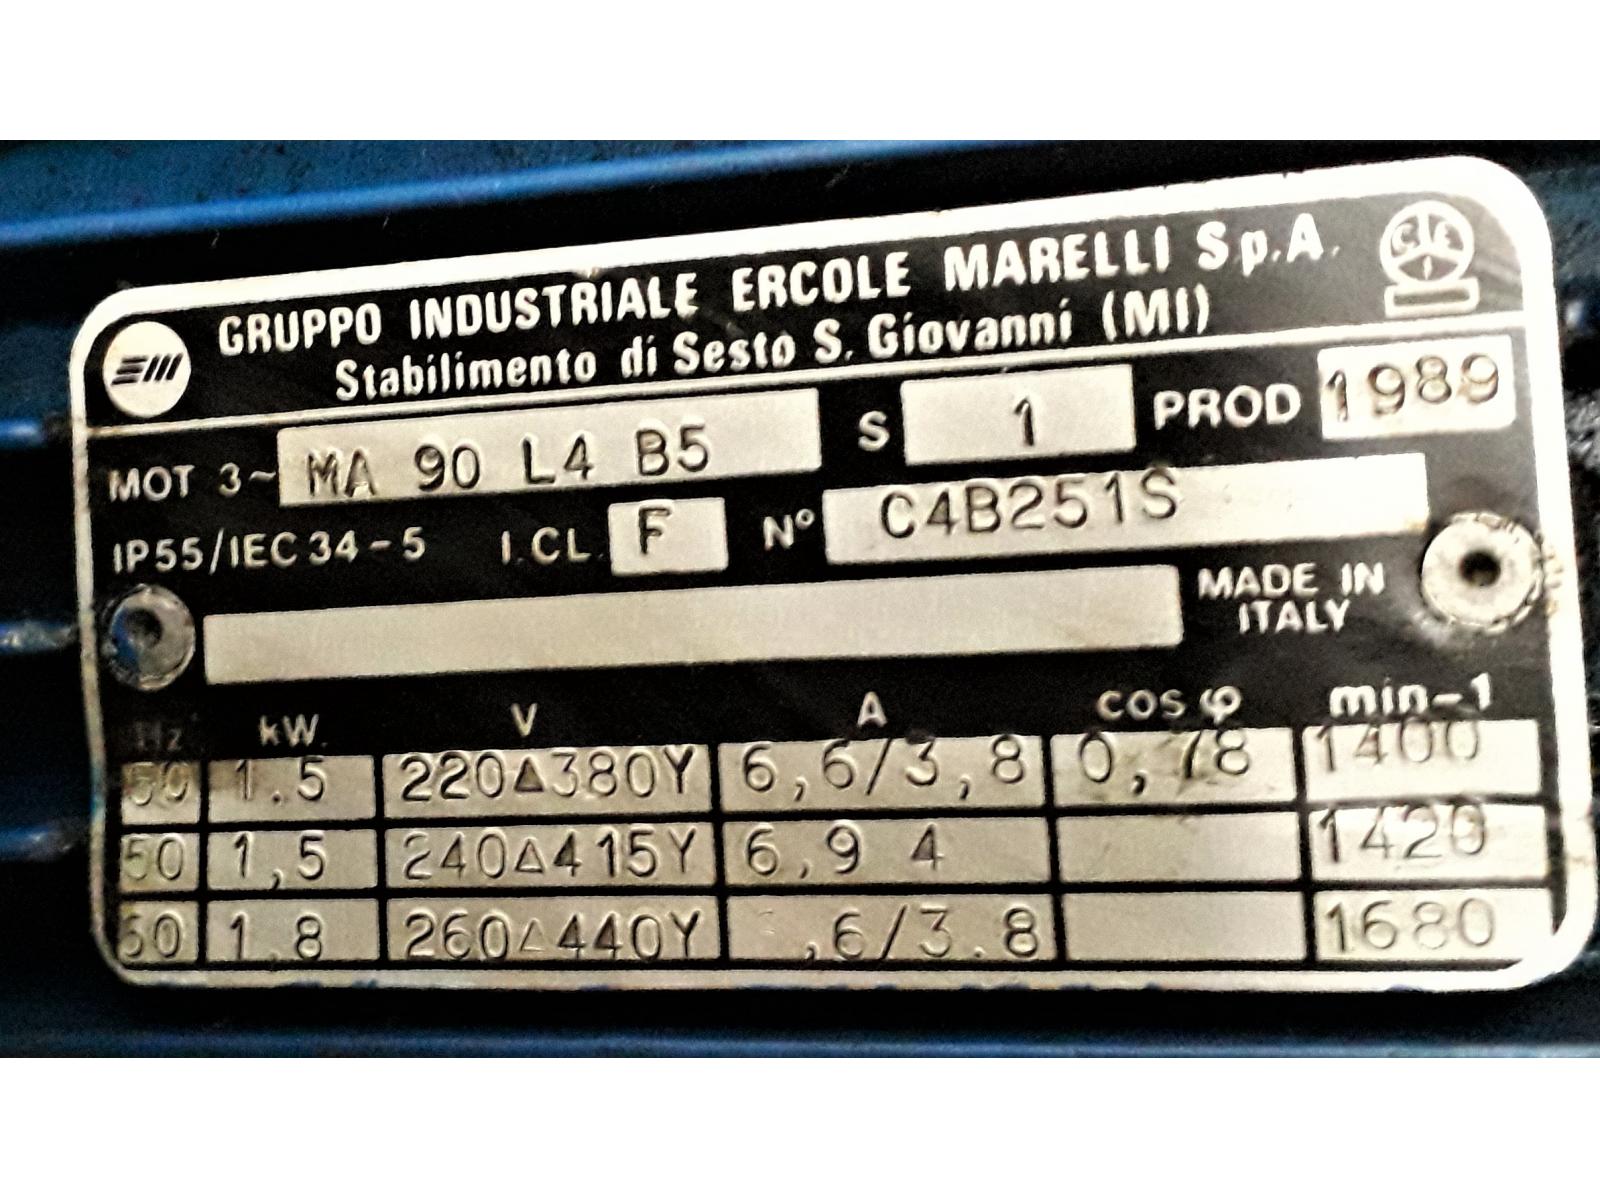 GRUPPO INDUSTRIALE ERCOLE MARELLI S.p.A.
Stabilimento di Sesto S. Giovanni (MI)
C.E.
I
MOT 3~ MA 90 L4 B5 S 1 PROD 1989
IP55/IEC 34-5 I.CL. F N° C4B251S
MADE IN
ITALY
Hz kW. V A cos φ min-1
50 1.5 220Δ380Y 6,6/3,8 0,78 1400
50 1,5 240Δ415Y 6,9 4 1420
60 1.8 260Δ440Y ,6/3.8 1680